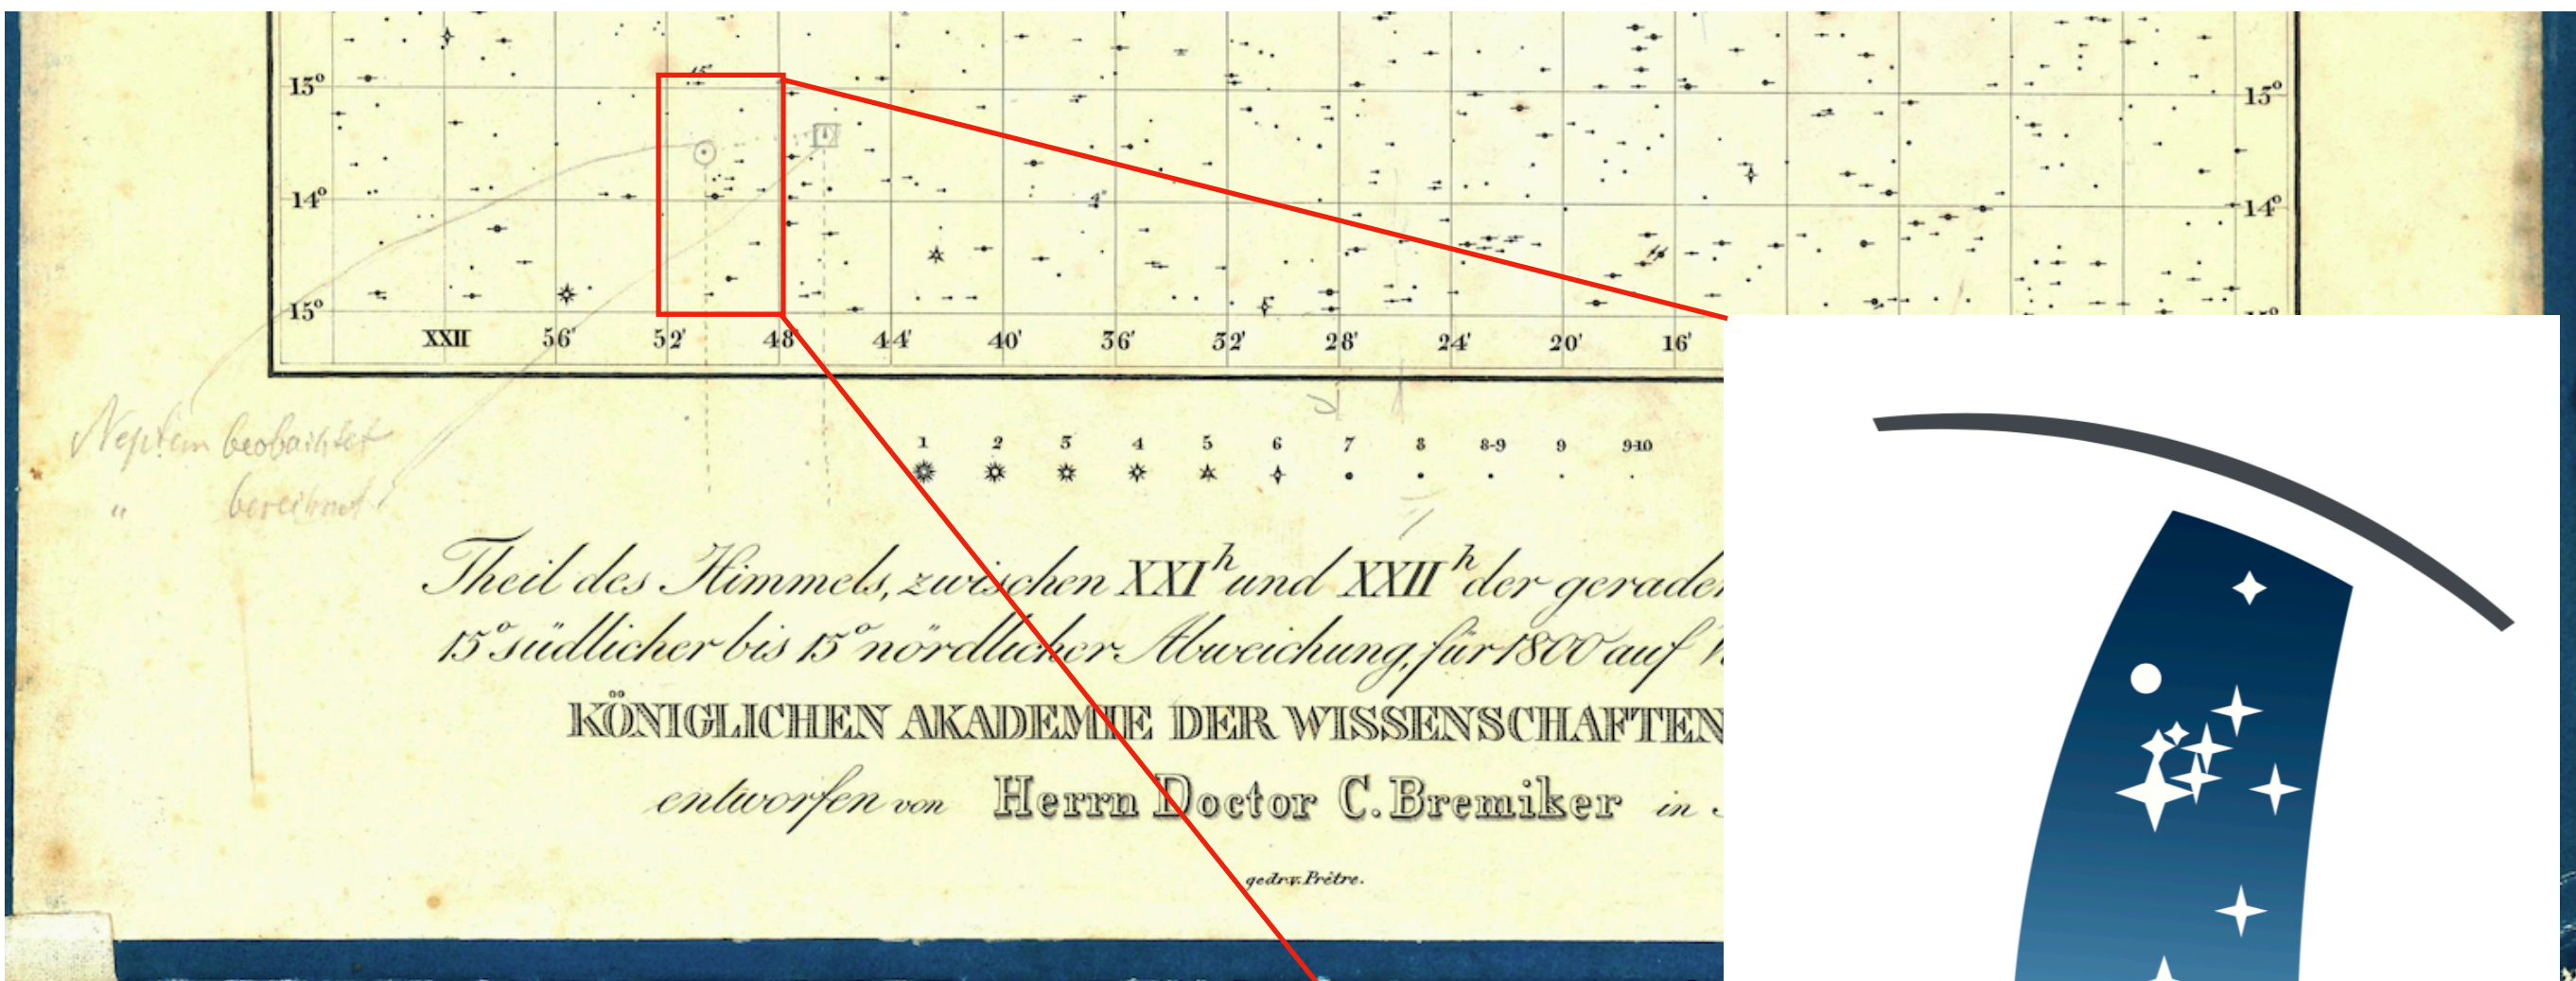 15°
15°
15°
14°
4°
14°
15°
15°
XXII 56' 52' 48' 44' 40' 36' 32' 28' 24' 20' 16'
Neptun beobachtet
" berechnet
1 2 3 4 5 6 7 8 8-9 9 9-10
Theil des Himmels, zwischen XXI h und XXII h der geraden
15° südlicher bis 15° nördlicher Abweichung, für 1800 auf
KÖNIGLICHEN AKADEMIE DER WISSENSCHAFTEN
entworfen von Herrn Doctor C. Bremiker in
gedr. v. Prêtre.